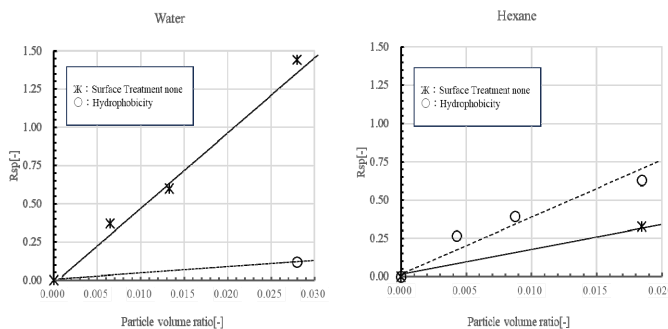 Water
1.50
1.25
1.00
0.75
0.50
0.25
0.00
Rsp[-]
: Surface Treatment none
: Hydrophobicity
0.000 0.005 0.010 0.015 0.020 0.025 0.030
Particle volume ratio[-]
Hexane
1.50
1.25
1.00
0.75
0.50
0.25
0.00
Rsp[-]
: Surface Treatment none
: Hydrophobicity
0.000 0.005 0.010 0.015 0.02
Particle volume ratio[-]